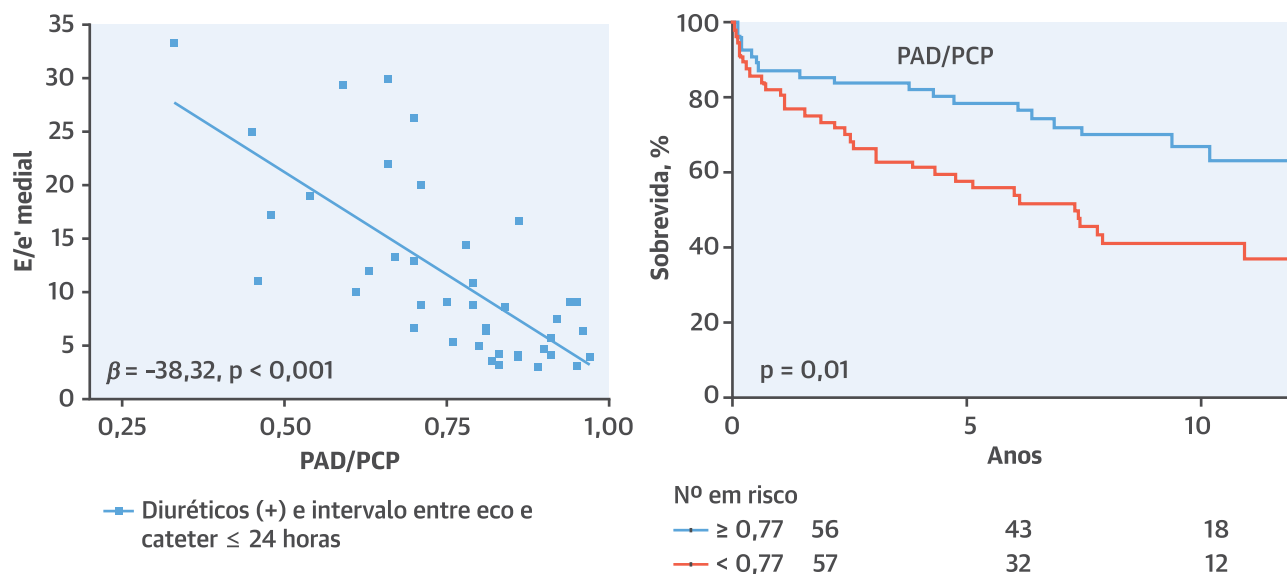 35
30
25
20
15
10
5
0
E/e' medial
β = -38,32, p < 0,001
0,25 0,50 0,75 1,00
PAD/PCP
Diuréticos (+) e intervalo entre eco e
cateter ≤ 24 horas
100
80
60
40
20
0
Sobrevida, %
PAD/PCP
p = 0,01
0 5 10
Anos
Nº em risco
≥ 0,77 56 43 18
< 0,77 57 32 12